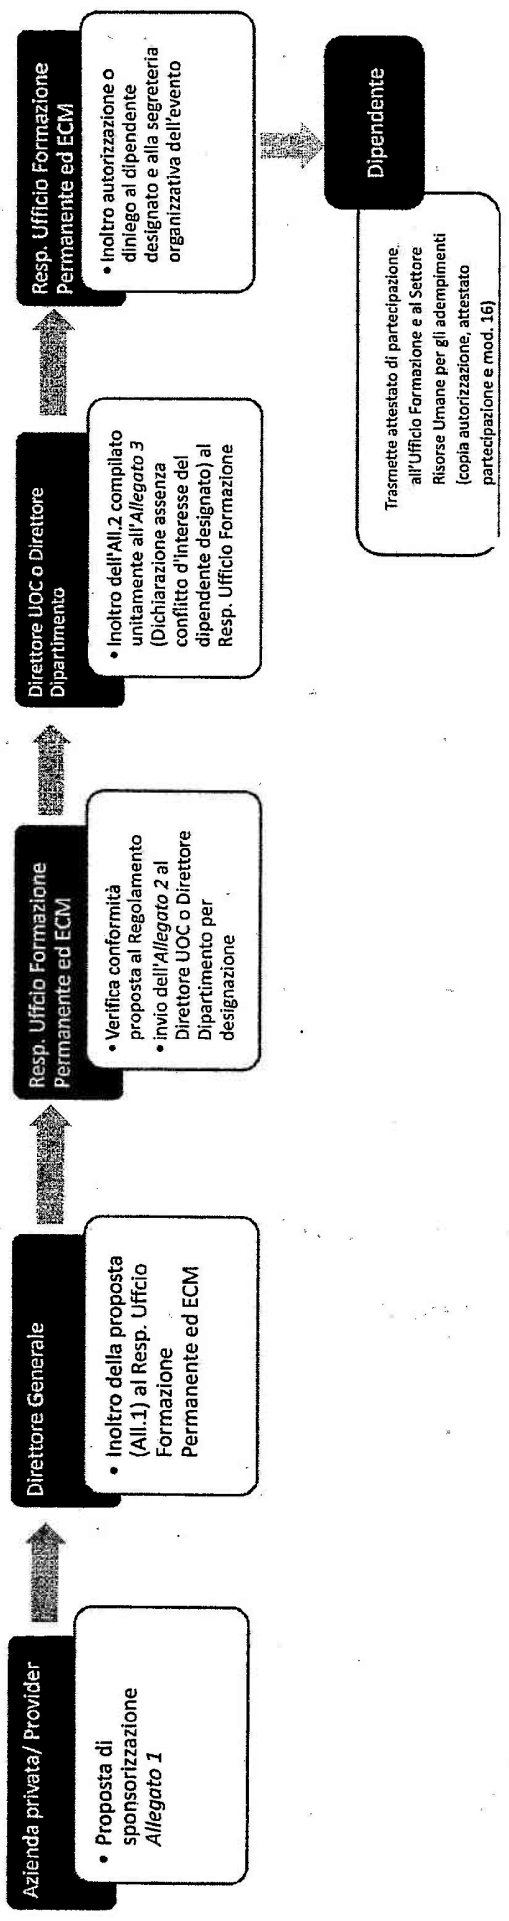 Azienda privata/ Provider
• Proposta di
sponsorizzazione
Allegato 1
Direttore Generale
• Inoltro della proposta
(All.1) al Resp. Uffcio
Formazione
Permanente ed ECM
Resp. Uffcio Formazione
Permanente ed ECM
• Verifica conformità
proposta al Regolamento
• invio dell'Allegato 2 al
Direttore UOC o Direttore
Dipartimento per
designazione
Direttore UOC o Direttore
Dipartimento
• Inoltro dell'All.2 compilato
unitamente all'Allegato 3
(Dichiarazione assenza
conflitto d'interesse del
dipendente designato) al
Resp. Ufficio Formazione
Resp. Ufficio Formazione
Permanente ed ECM
• Inoltro autorizzazione o
diniego al dipendente
designato e alla segreteria
organizzativa dell'evento
Dipendente
Trasmette attestato di partecipazione
all'Ufficio Formazione e al Settore
Risorse Umane per gli adempimenti
(copia autorizzazione, attestato
partecipazione e mod. 16)